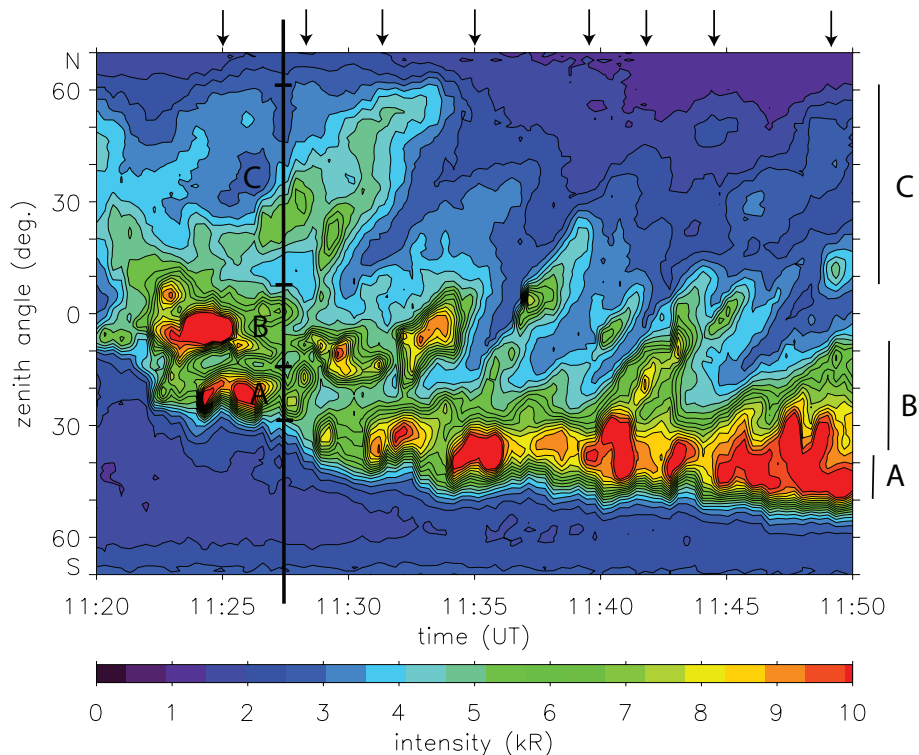 N
60
30
0
30
60
S
zenith angle (deg.)
C
B
A
C
B
A
11:20 11:25 11:30 11:35 11:40 11:45 11:50
time (UT)
0 1 2 3 4 5 6 7 8 9 10
intensity (kR)